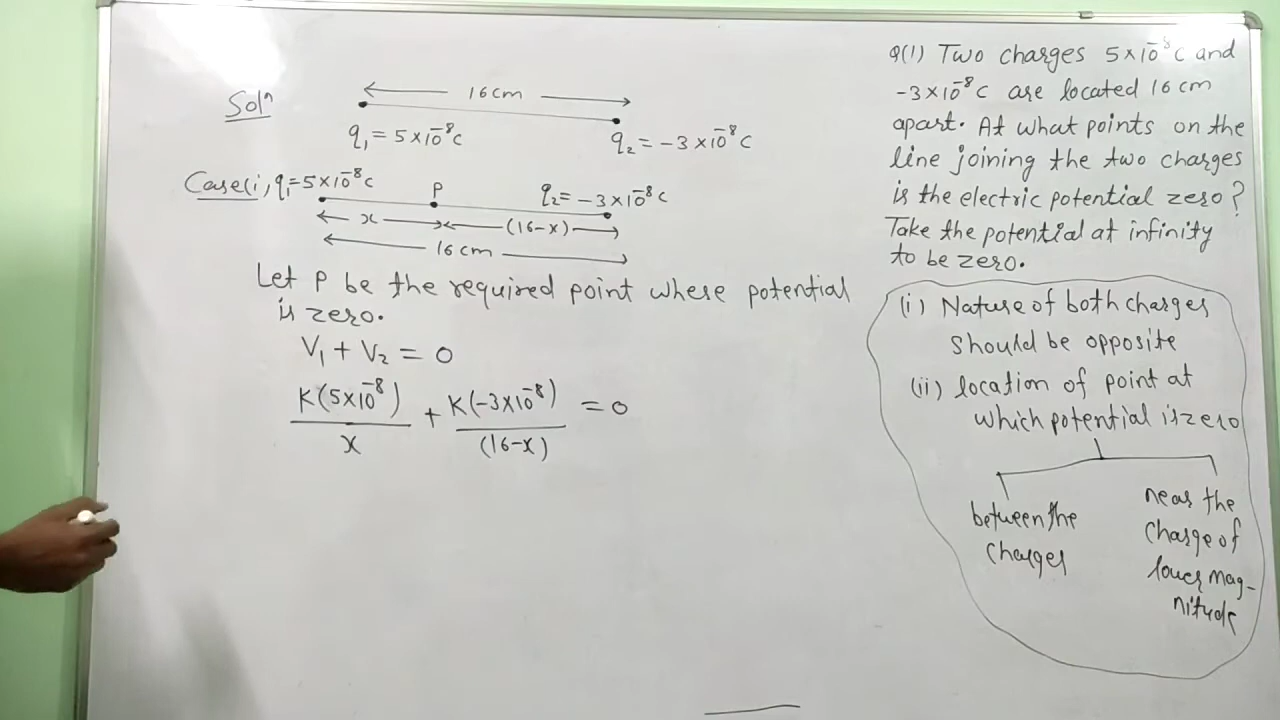 Q(1) Two charges 5×10⁻⁸C and
-3×10⁻⁸C are located 16 cm
apart. At what points on the
line joining the two charges
is the electric potential zero?
Take the potential at infinity
to be zero.
Solⁿ
16cm
q₁ = 5×10⁻⁸C
q₂ = -3×10⁻⁸C
Case(i) q₁=5×10⁻⁸C P q₂= -3×10⁻⁸C
x (16-x)
16cm
Let P be the required point where potential
is zero.
V₁ + V₂ = 0
K(5×10⁻⁸)/x + K(-3×10⁻⁸)/(16-x) = 0
(i) Nature of both charges
should be opposite
(ii) location of point at
which potential is zero
between the
charges
near the
charge of
lower mag-
nitude